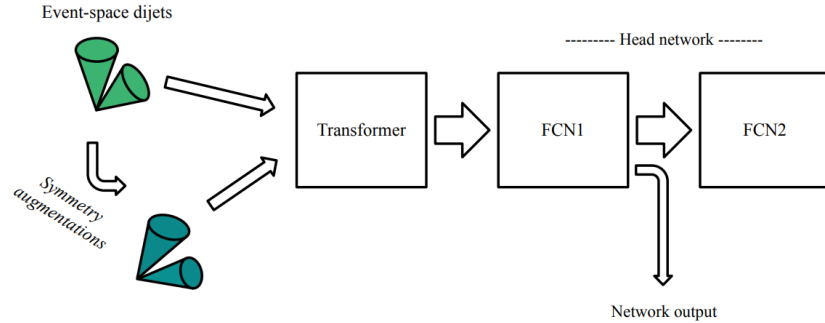 Event-space dijets
--------- Head network -------
Transformer
FCN1
FCN2
Symmetry
augmentations
Network output